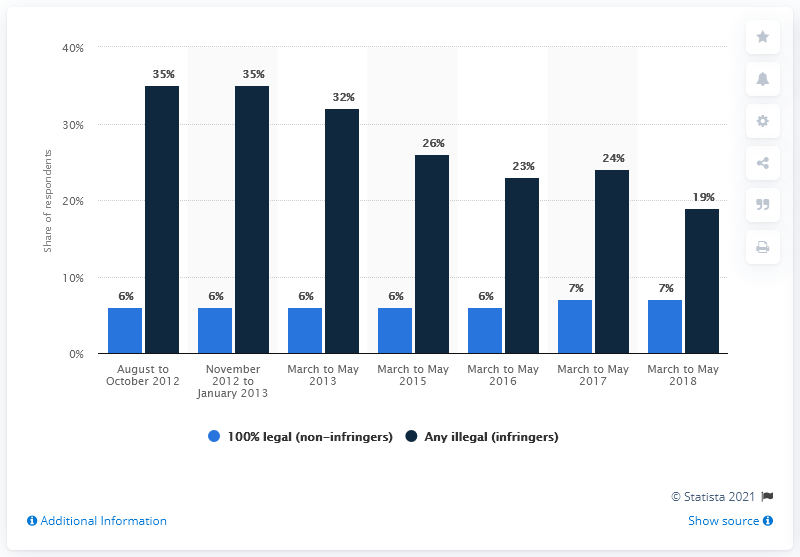 40%
30%
20%
10%
0%
Share of respondents
35%
35%
32%
26%
23%
24%
19%
6%
6%
6%
6%
6%
7%
7%
August to
October 2012
November
2012 to
January 2013
March to May
2013
March to May
2015
March to May
2016
March to May
2017
March to May
2018
100% legal (non-infringers)
Any illegal (infringers)
© Statista 2021
Additional Information
Show source